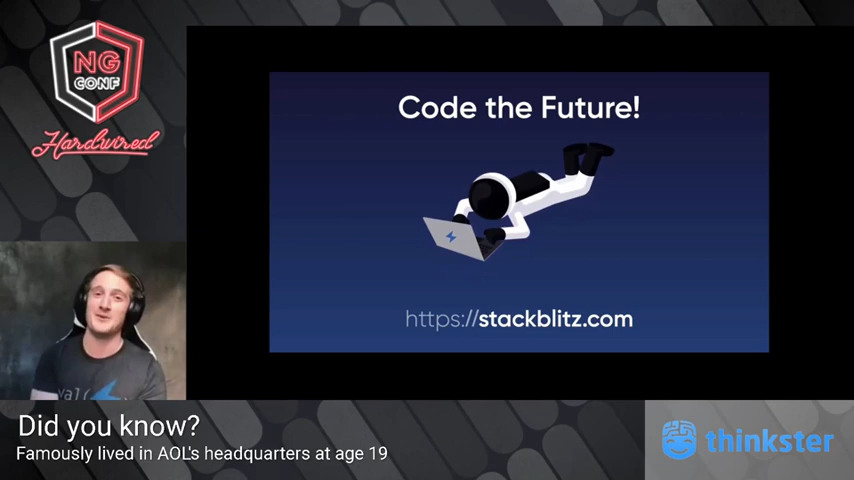 NG
CONF
Hardwired
Code the Future!
https://stackblitz.com
val(
Did you know?
Famously lived in AOL's headquarters at age 19
thinkster